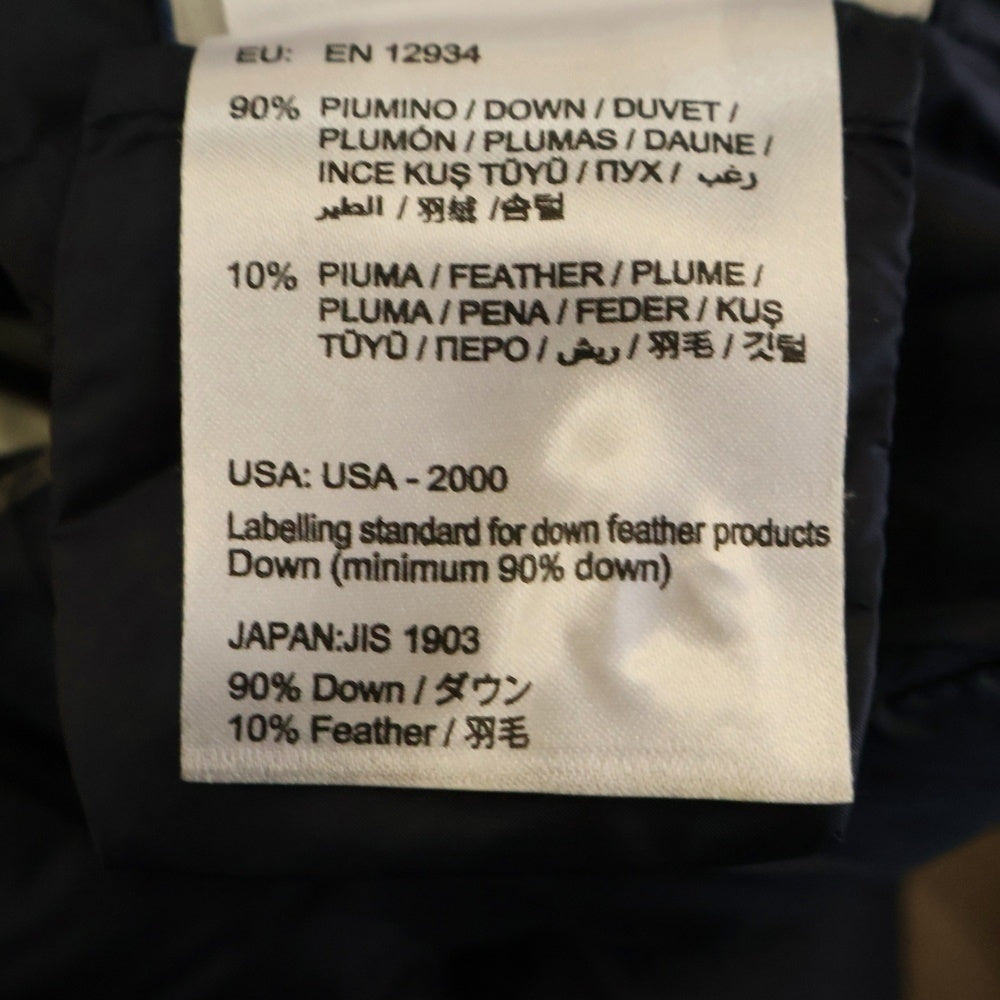 EU: EN 12934
90% PIUMINO / DOWN / DUVET /
PLUMÓN / PLUMAS / DAUNE /
INCE KUŞ TŪYŪ / ПУХ / رغب
الطير / 羽绒 / 솜털
10% PIUMA / FEATHER / PLUME /
PLUMA / PENA / FEDER / KUŞ
TŪYŪ / ПЕРО / ريش / 羽毛 / 깃털
USA: USA - 2000
Labelling standard for down feather products
Down (minimum 90% down)
JAPAN:JIS 1903
90% Down / ダウン
10% Feather / 羽毛